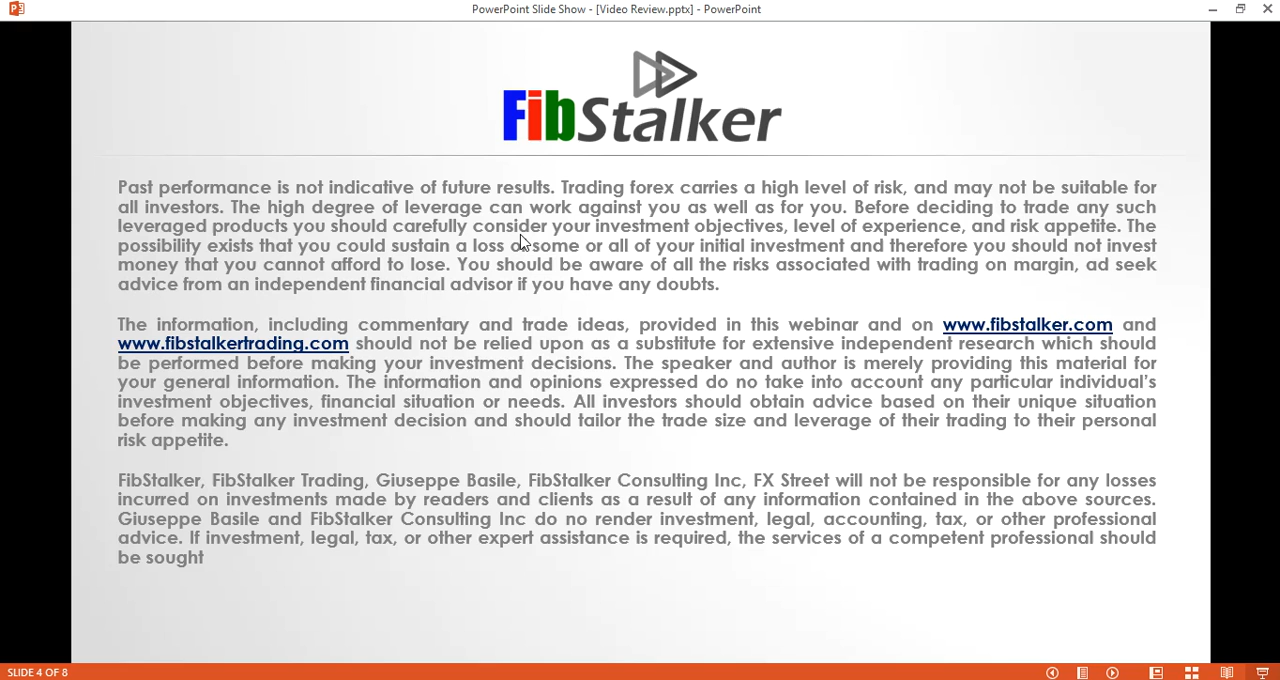 PowerPoint Slide Show - [Video Review.pptx] - PowerPoint
FibStalker
Past performance is not indicative of future results. Trading forex carries a high level of risk, and may not be suitable for
all investors. The high degree of leverage can work against you as well as for you. Before deciding to trade any such
leveraged products you should carefully consider your investment objectives, level of experience, and risk appetite. The
possibility exists that you could sustain a loss some or all of your initial investment and therefore you should not invest
money that you cannot afford to lose. You should be aware of all the risks associated with trading on margin, ad seek
advice from an independent financial advisor if you have any doubts.
The information, including commentary and trade ideas, provided in this webinar and on www.fibstalker.com and
www.fibstalkertrading.com should not be relied upon as a substitute for extensive independent research which should
be performed before making your investment decisions. The speaker and author is merely providing this material for
your general information. The information and opinions expressed do no take into account any particular individual's
investment objectives, financial situation or needs. All investors should obtain advice based on their unique situation
before making any investment decision and should tailor the trade size and leverage of their trading to their personal
risk appetite.
FibStalker, FibStalker Trading, Giuseppe Basile, FibStalker Consulting Inc, FX Street will not be responsible for any losses
incurred on investments made by readers and clients as a result of any information contained in the above sources.
Giuseppe Basile and FibStalker Consulting Inc do no render investment, legal, accounting, tax, or other professional
advice. If investment, legal, tax, or other expert assistance is required, the services of a competent professional should
be sought
SLIDE 4 OF 8